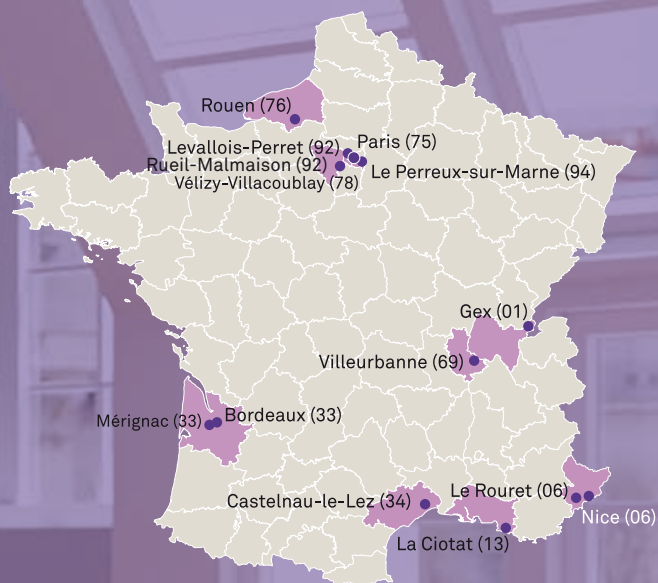 Rouen (76)
Levallois-Perret (92)
Paris (75)
Rueil-Malmaison (92)
Le Perreux-sur-Marne (94)
Vélizy-Villacoublay (78)
Gex (01)
Villeurbanne (69)
Mérignac (33)
Bordeaux (33)
Castelnau-le-Lez (34)
Le Rouret (06)
Nice (06)
La Ciotat (13)